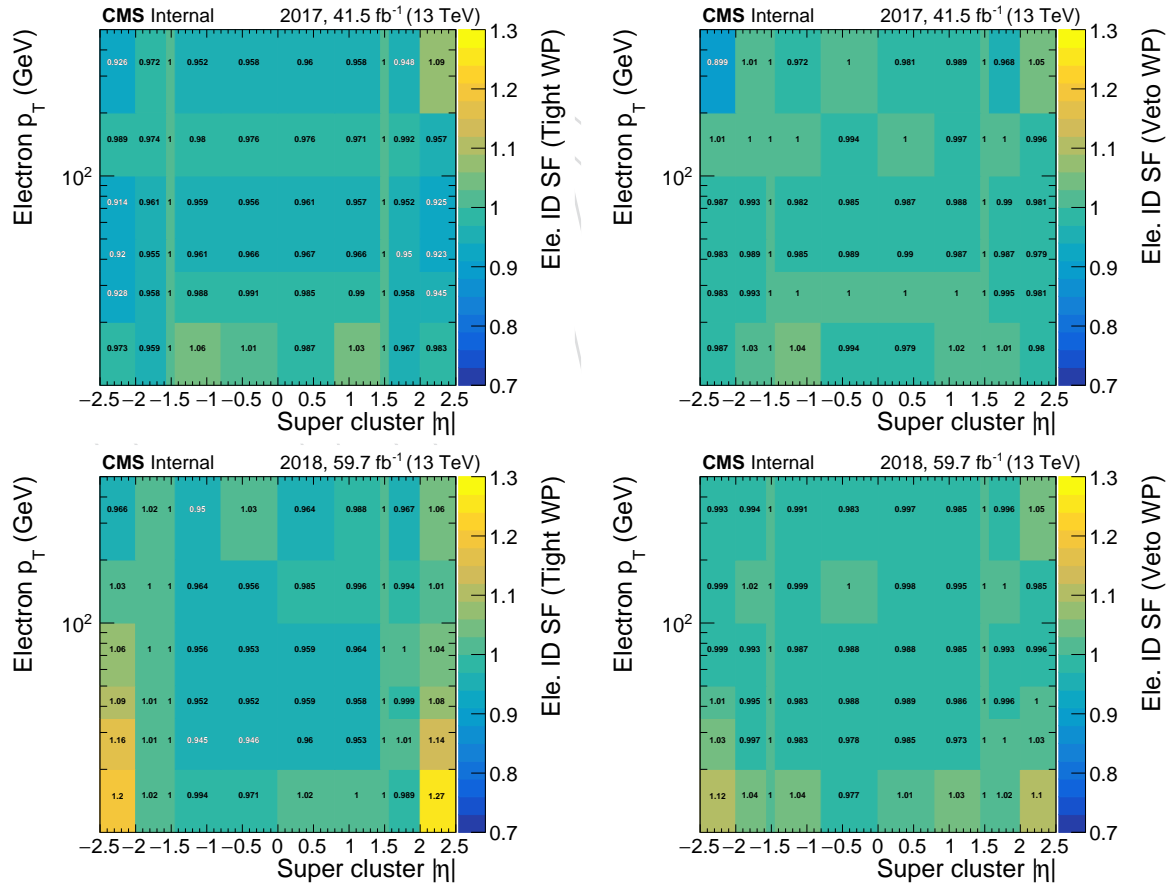 CMS Internal 2017, 41.5 fb⁻¹ (13 TeV)
Electron p_T (GeV)
10²
0.926 0.972 1 0.952 0.958 0.96 0.958 1 0.948 1.09
0.989 0.974 1 0.98 0.976 0.976 0.971 1 0.992 0.957
0.914 0.961 1 0.959 0.956 0.961 0.957 1 0.952 0.925
0.92 0.955 1 0.961 0.966 0.967 0.966 1 0.95 0.923
0.928 0.958 1 0.988 0.991 0.985 0.99 1 0.958 0.945
0.973 0.959 1 1.06 1.01 0.987 1.03 1 0.967 0.983
−2.5 −2 −1.5 −1 −0.5 0 0.5 1 1.5 2 2.5
Super cluster |η|
1.3
1.2
1.1
1
0.9
0.8
0.7
Ele. ID SF (Tight WP)
CMS Internal 2017, 41.5 fb⁻¹ (13 TeV)
Electron p_T (GeV)
10²
0.899 1.01 1 0.972 1 0.981 0.989 1 0.968 1.05
1.01 1 1 1 0.994 1 0.997 1 1 0.996
0.987 0.993 1 0.982 0.985 0.987 0.988 1 0.99 0.981
0.983 0.989 1 0.985 0.989 0.99 0.987 1 0.987 0.979
0.983 0.993 1 1 1 1 1 1 0.995 0.981
0.987 1.03 1 1.04 0.994 0.979 1.02 1 1.01 0.98
−2.5 −2 −1.5 −1 −0.5 0 0.5 1 1.5 2 2.5
Super cluster |η|
1.3
1.2
1.1
1
0.9
0.8
0.7
Ele. ID SF (Veto WP)
CMS Internal 2018, 59.7 fb⁻¹ (13 TeV)
Electron p_T (GeV)
10²
0.966 1.02 1 0.95 1.03 0.964 0.988 1 0.967 1.06
1.03 1 1 0.964 0.956 0.985 0.996 1 0.994 1.01
1.06 1 1 0.956 0.953 0.959 0.964 1 1 1.04
1.09 1.01 1 0.952 0.952 0.959 0.958 1 0.999 1.08
1.16 1.01 1 0.945 0.946 0.96 0.953 1 1.01 1.14
1.2 1.02 1 0.994 0.971 1.02 1 1 0.989 1.27
−2.5 −2 −1.5 −1 −0.5 0 0.5 1 1.5 2 2.5
Super cluster |η|
1.3
1.2
1.1
1
0.9
0.8
0.7
Ele. ID SF (Tight WP)
CMS Internal 2018, 59.7 fb⁻¹ (13 TeV)
Electron p_T (GeV)
10²
0.993 0.994 1 0.991 0.983 0.997 0.985 1 0.996 1.05
0.999 1.02 1 0.999 1 0.998 0.995 1 1 0.985
0.999 0.993 1 0.987 0.988 0.988 0.985 1 0.993 0.996
1.01 0.995 1 0.983 0.988 0.989 0.986 1 0.996 1
1.03 0.997 1 0.983 0.978 0.985 0.973 1 1 1.03
1.12 1.04 1 1.04 0.977 1.01 1.03 1 1.02 1.1
−2.5 −2 −1.5 −1 −0.5 0 0.5 1 1.5 2 2.5
Super cluster |η|
1.3
1.2
1.1
1
0.9
0.8
0.7
Ele. ID SF (Veto WP)